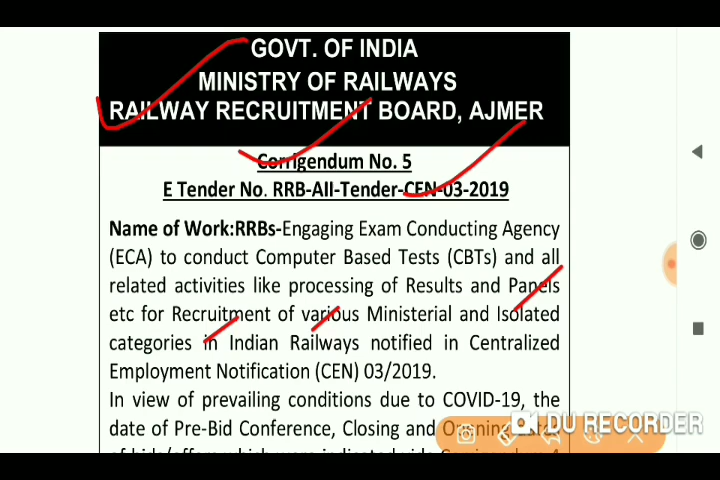 GOVT. OF INDIA
MINISTRY OF RAILWAYS
RAILWAY RECRUITMENT BOARD, AJMER
Corrigendum No. 5
E Tender No. RRB-AII-Tender-CEN-03-2019
Name of Work:RRBs-Engaging Exam Conducting Agency
(ECA) to conduct Computer Based Tests (CBTs) and all
related activities like processing of Results and Panels
etc for Recruitment of various Ministerial and Isolated
categories in Indian Railways notified in Centralized
Employment Notification (CEN) 03/2019.
In view of prevailing conditions due to COVID-19, the
date of Pre-Bid Conference, Closing and Opening
DU RECORDER